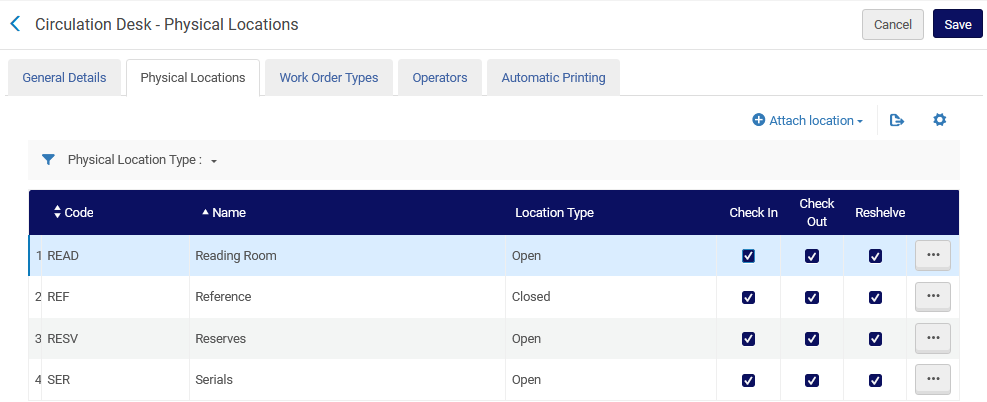 Circulation Desk - Physical Locations
Cancel
Save
General Details
Physical Locations
Work Order Types
Operators
Automatic Printing
Attach location
Physical Location Type :
Code
Name
Location Type
Check In
Check
Out
Reshelve
1 READ Reading Room Open
2 REF Reference Closed
3 RESV Reserves Open
4 SER Serials Open